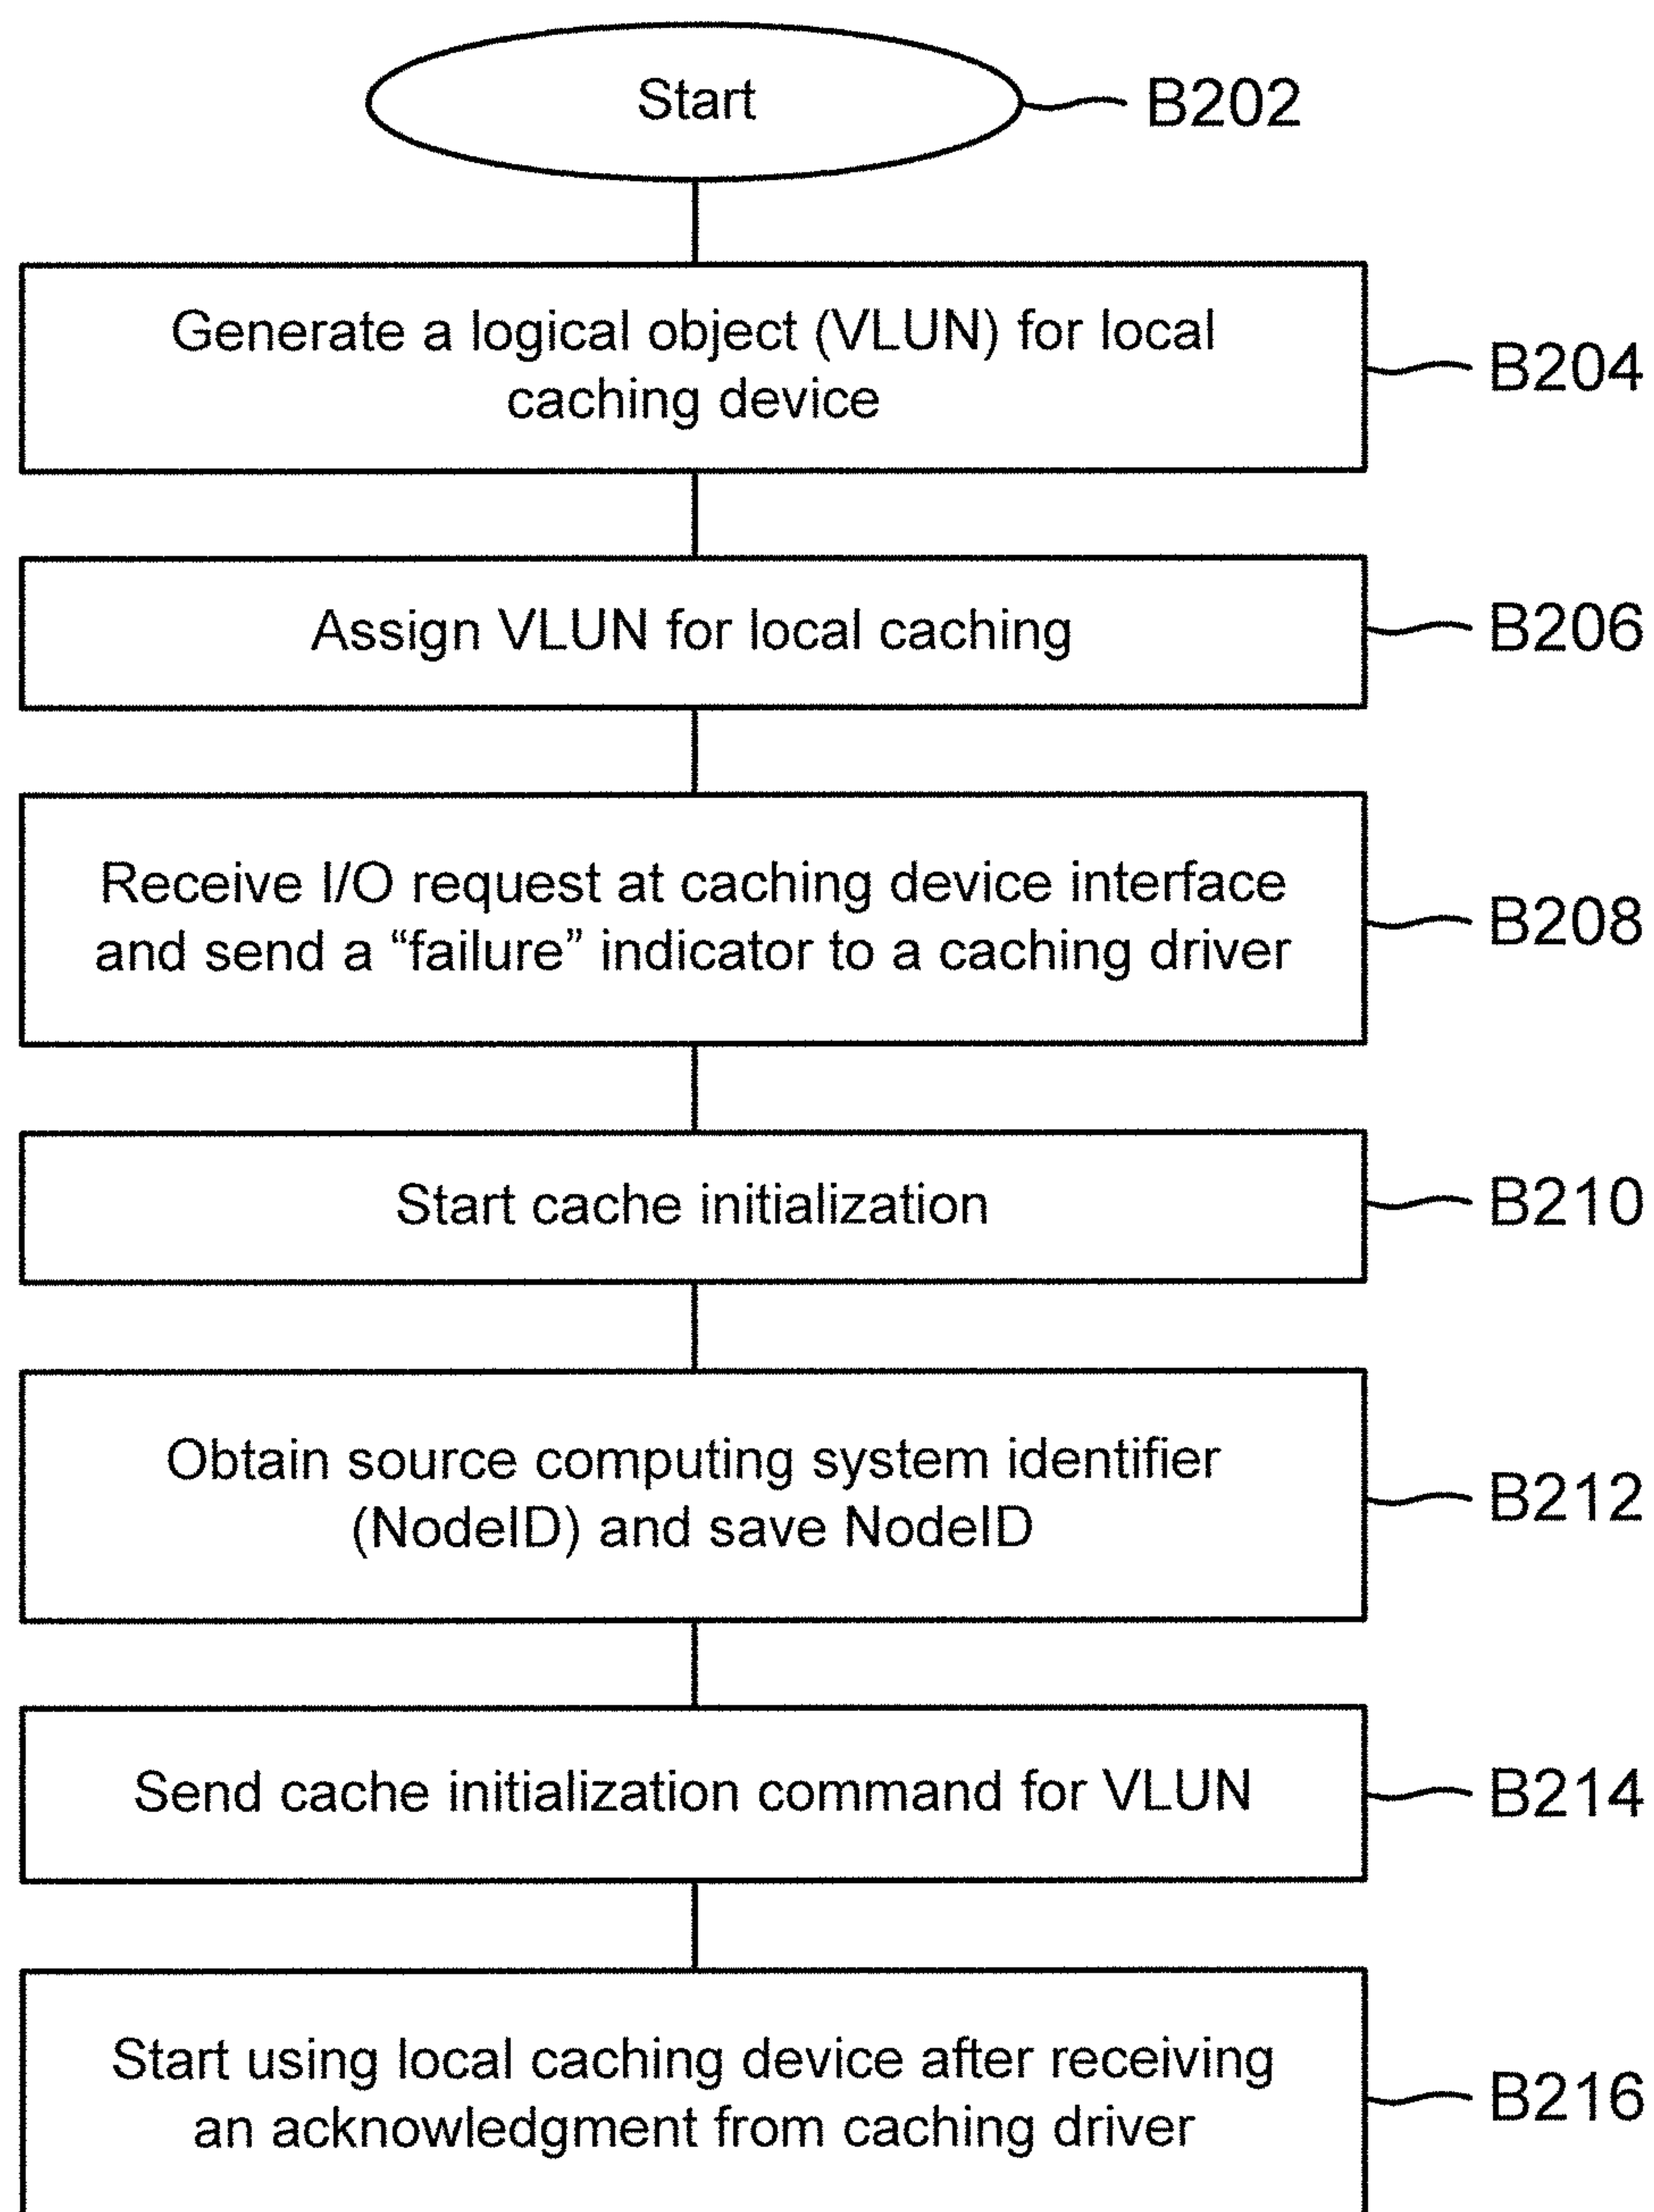 Start
B202
Generate a logical object (VLUN) for local
caching device
B204
Assign VLUN for local caching
B206
Receive I/O request at caching device interface
and send a “failure” indicator to a caching driver
B208
Start cache initialization
B210
Obtain source computing system identifier
(NodeID) and save NodeID
B212
Send cache initialization command for VLUN
B214
Start using local caching device after receiving
an acknowledgment from caching driver
B216